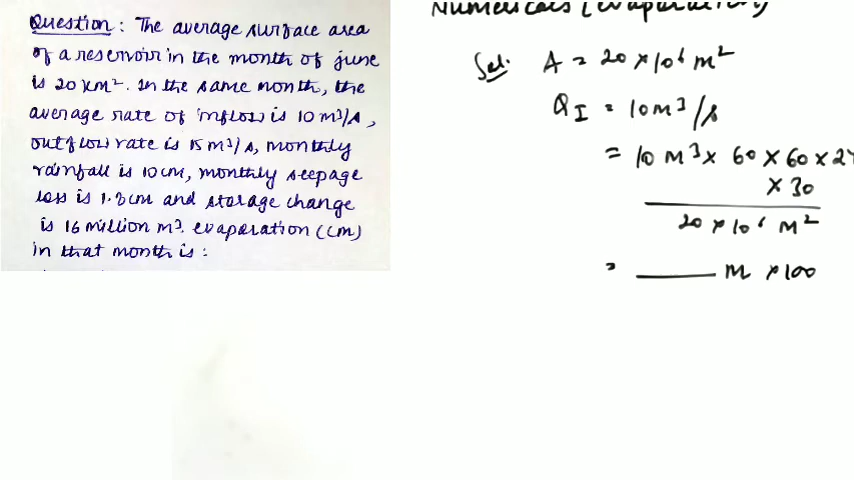 Numericals (evaporation)
Question: The average surface area
of a reservoir in the month of june
is 20 km². In the same month, the
average rate of inflow is 10 m³/s,
outflow rate is 15 m³/s, monthly
rainfall is 10 cm, monthly seepage
loss is 1.8 cm and storage change
is 16 million m³. evaporation (cm)
in that month is:
Sol. A = 20 × 10⁶ m²
Q_I = 10 m³/s
= 10 m³ × 60 × 60 × 24
× 30
20 × 10⁶ m²
= ______ m × 100